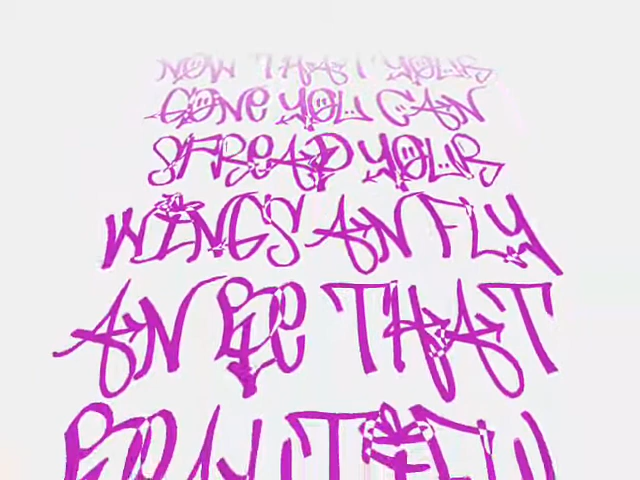 NOW THAT YOUR
GONE YOU CAN
SPREAD YOUR
WINGS AN FLY
AN BE THAT